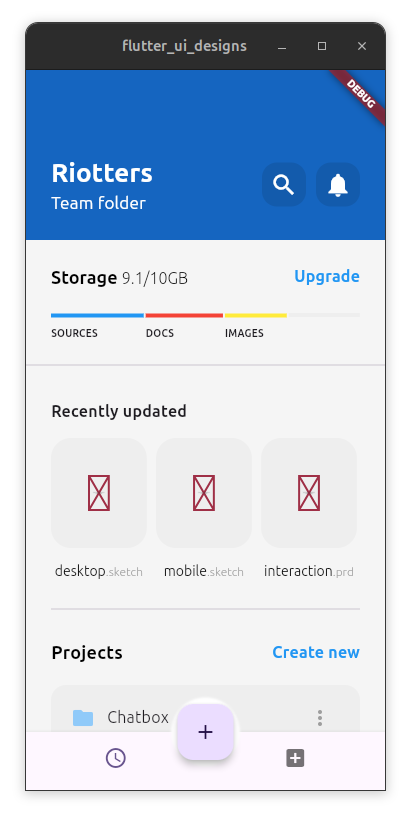 flutter_ui_designs
DEBUG
Riotters
Team folder
Storage 9.1/10GB
Upgrade
SOURCES
DOCS
IMAGES
Recently updated
desktop.sketch
mobile.sketch
interaction.prd
Projects
Create new
Chatbox